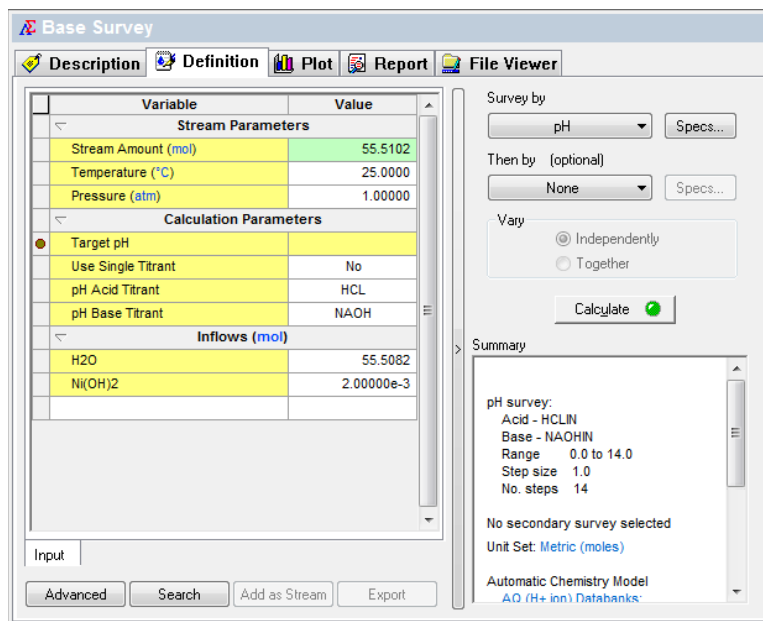 Base Survey
Description Definition Plot Report File Viewer
Variable Value
Stream Parameters
Stream Amount (mol) 55.5102
Temperature (°C) 25.0000
Pressure (atm) 1.00000
Calculation Parameters
Target pH
Use Single Titrant No
pH Acid Titrant HCL
pH Base Titrant NAOH
Inflows (mol)
H2O 55.5082
Ni(OH)2 2.00000e-3
Input
Advanced Search Add as Stream Export
Survey by
pH Specs...
Then by (optional)
None Specs...
Vary
Independently
Together
Calculate
Summary
pH survey:
Acid - HCLIN
Base - NAOHIN
Range 0.0 to 14.0
Step size 1.0
No. steps 14
No secondary survey selected
Unit Set: Metric (moles)
Automatic Chemistry Model
AQ (H+ ion) Databanks: